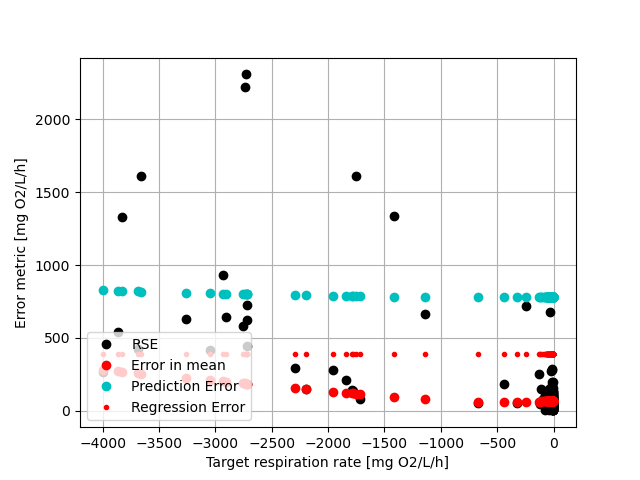 2000
1500
1000
500
0
Error metric [mg O2/L/h]
RSE
Error in mean
Prediction Error
Regression Error
−4000 −3500 −3000 −2500 −2000 −1500 −1000 −500 0
Target respiration rate [mg O2/L/h]